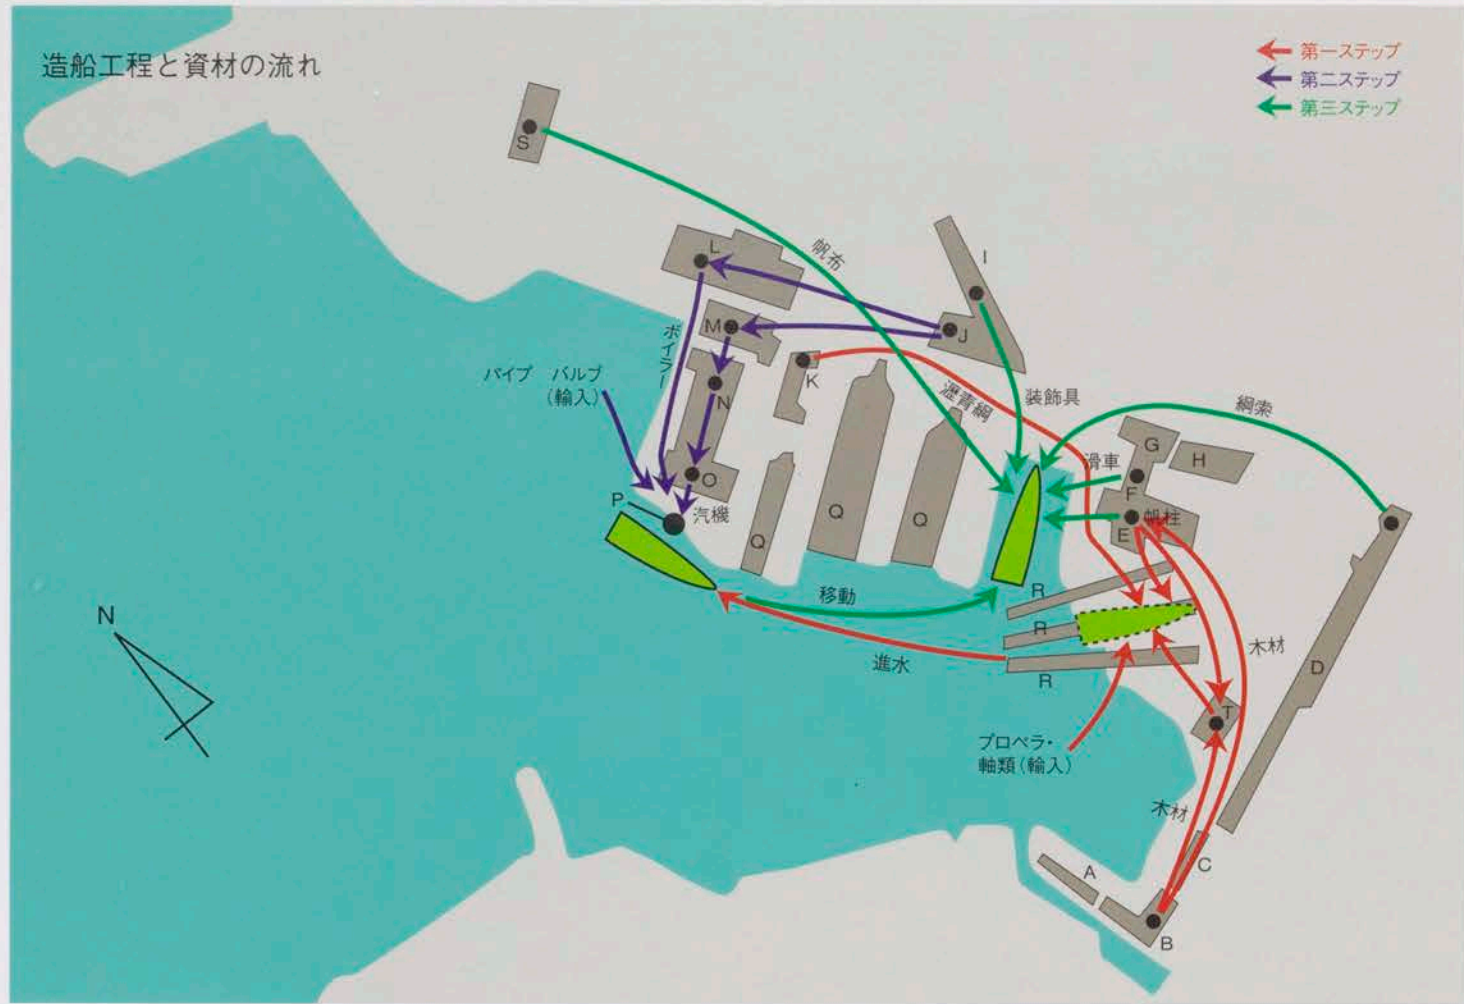 造船工程と資材の流れ
第一ステップ
第二ステップ
第三ステップ
S
帆布
L
I
J
M
ボイラー
K
パイプ バルブ
(輸入)
N
瀝青綱
装飾具
綱索
G
滑車
H
F
O
P
汽機
Q
Q
Q
帆柱
E
移動
R
R
R
進水
木材
D
T
プロペラ・
軸類(輸入)
木材
N
A
C
B